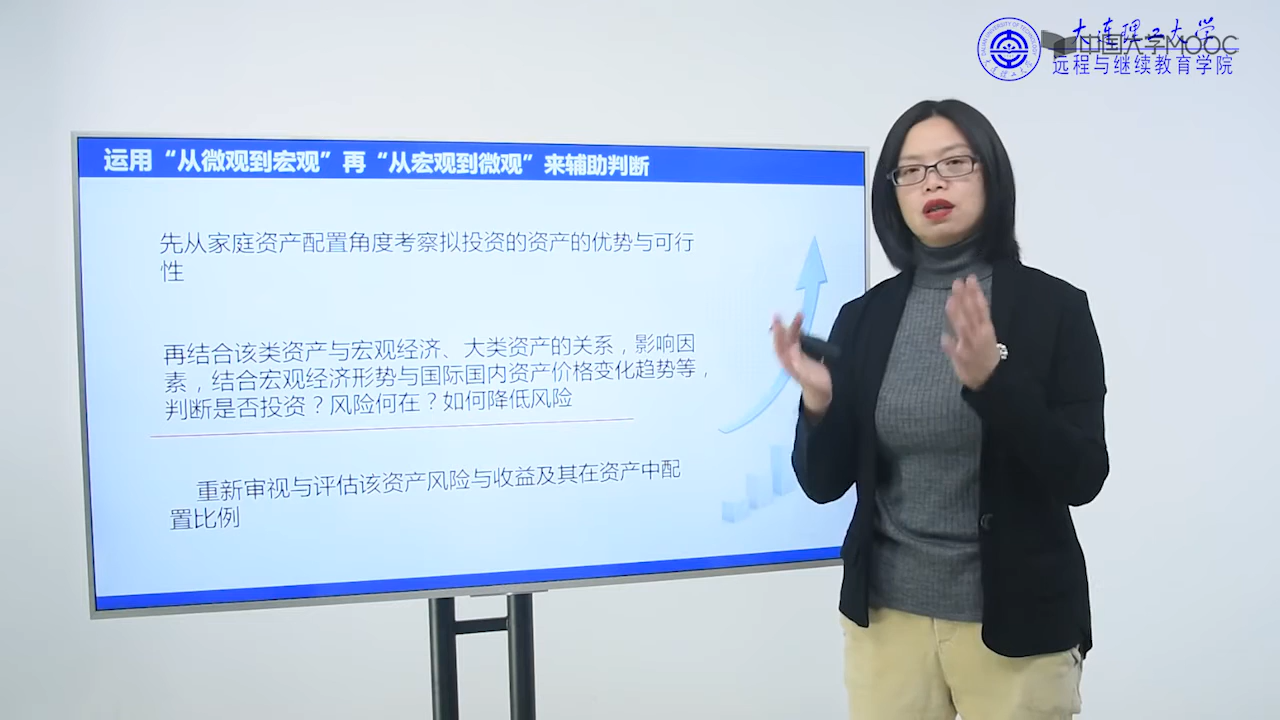 大连理工大学
中国大学MOOC
远程与继续教育学院
运用“从微观到宏观”再“从宏观到微观”来辅助判断
先从家庭资产配置角度考察拟投资的资产的优势与可行
性
再结合该类资产与宏观经济、大类资产的关系，影响因
素，结合宏观经济形势与国际国内资产价格变化趋势等，
判断是否投资？风险何在？如何降低风险
重新审视与评估该资产风险与收益及其在资产中配
置比例